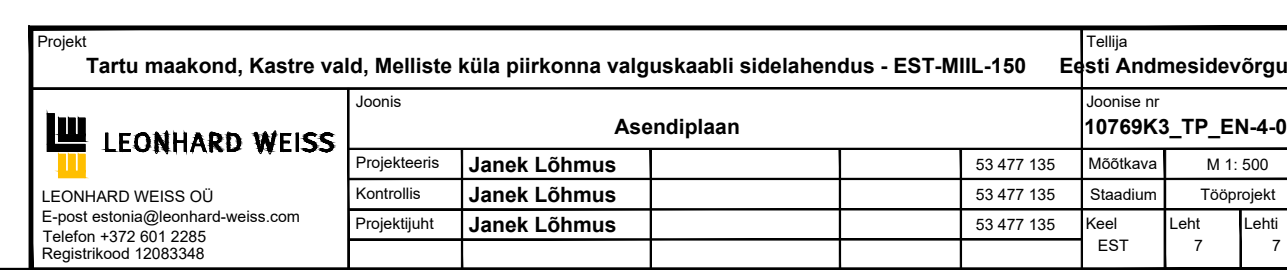 Projekt
Tartu maakond, Kastre vald, Melliste küla piirkonna valguskaabli sidelahendus - EST-MIIL-150
Tellija
Eesti Andmesidevõrgu
LEONHARD WEISS
LEONHARD WEISS OÜ
E-post estonia@leonhard-weiss.com
Telefon +372 601 2285
Registrikood 12083348
Joonis
Asendiplaan
Joonise nr
10769K3_TP_EN-4-0
Projekteeris Janek Lõhmus 53 477 135
Kontrollis Janek Lõhmus 53 477 135
Projektijuht Janek Lõhmus 53 477 135
Mõõtkava M 1: 500
Staadium Tööprojekt
Keel Leht Lehti
EST 7 7